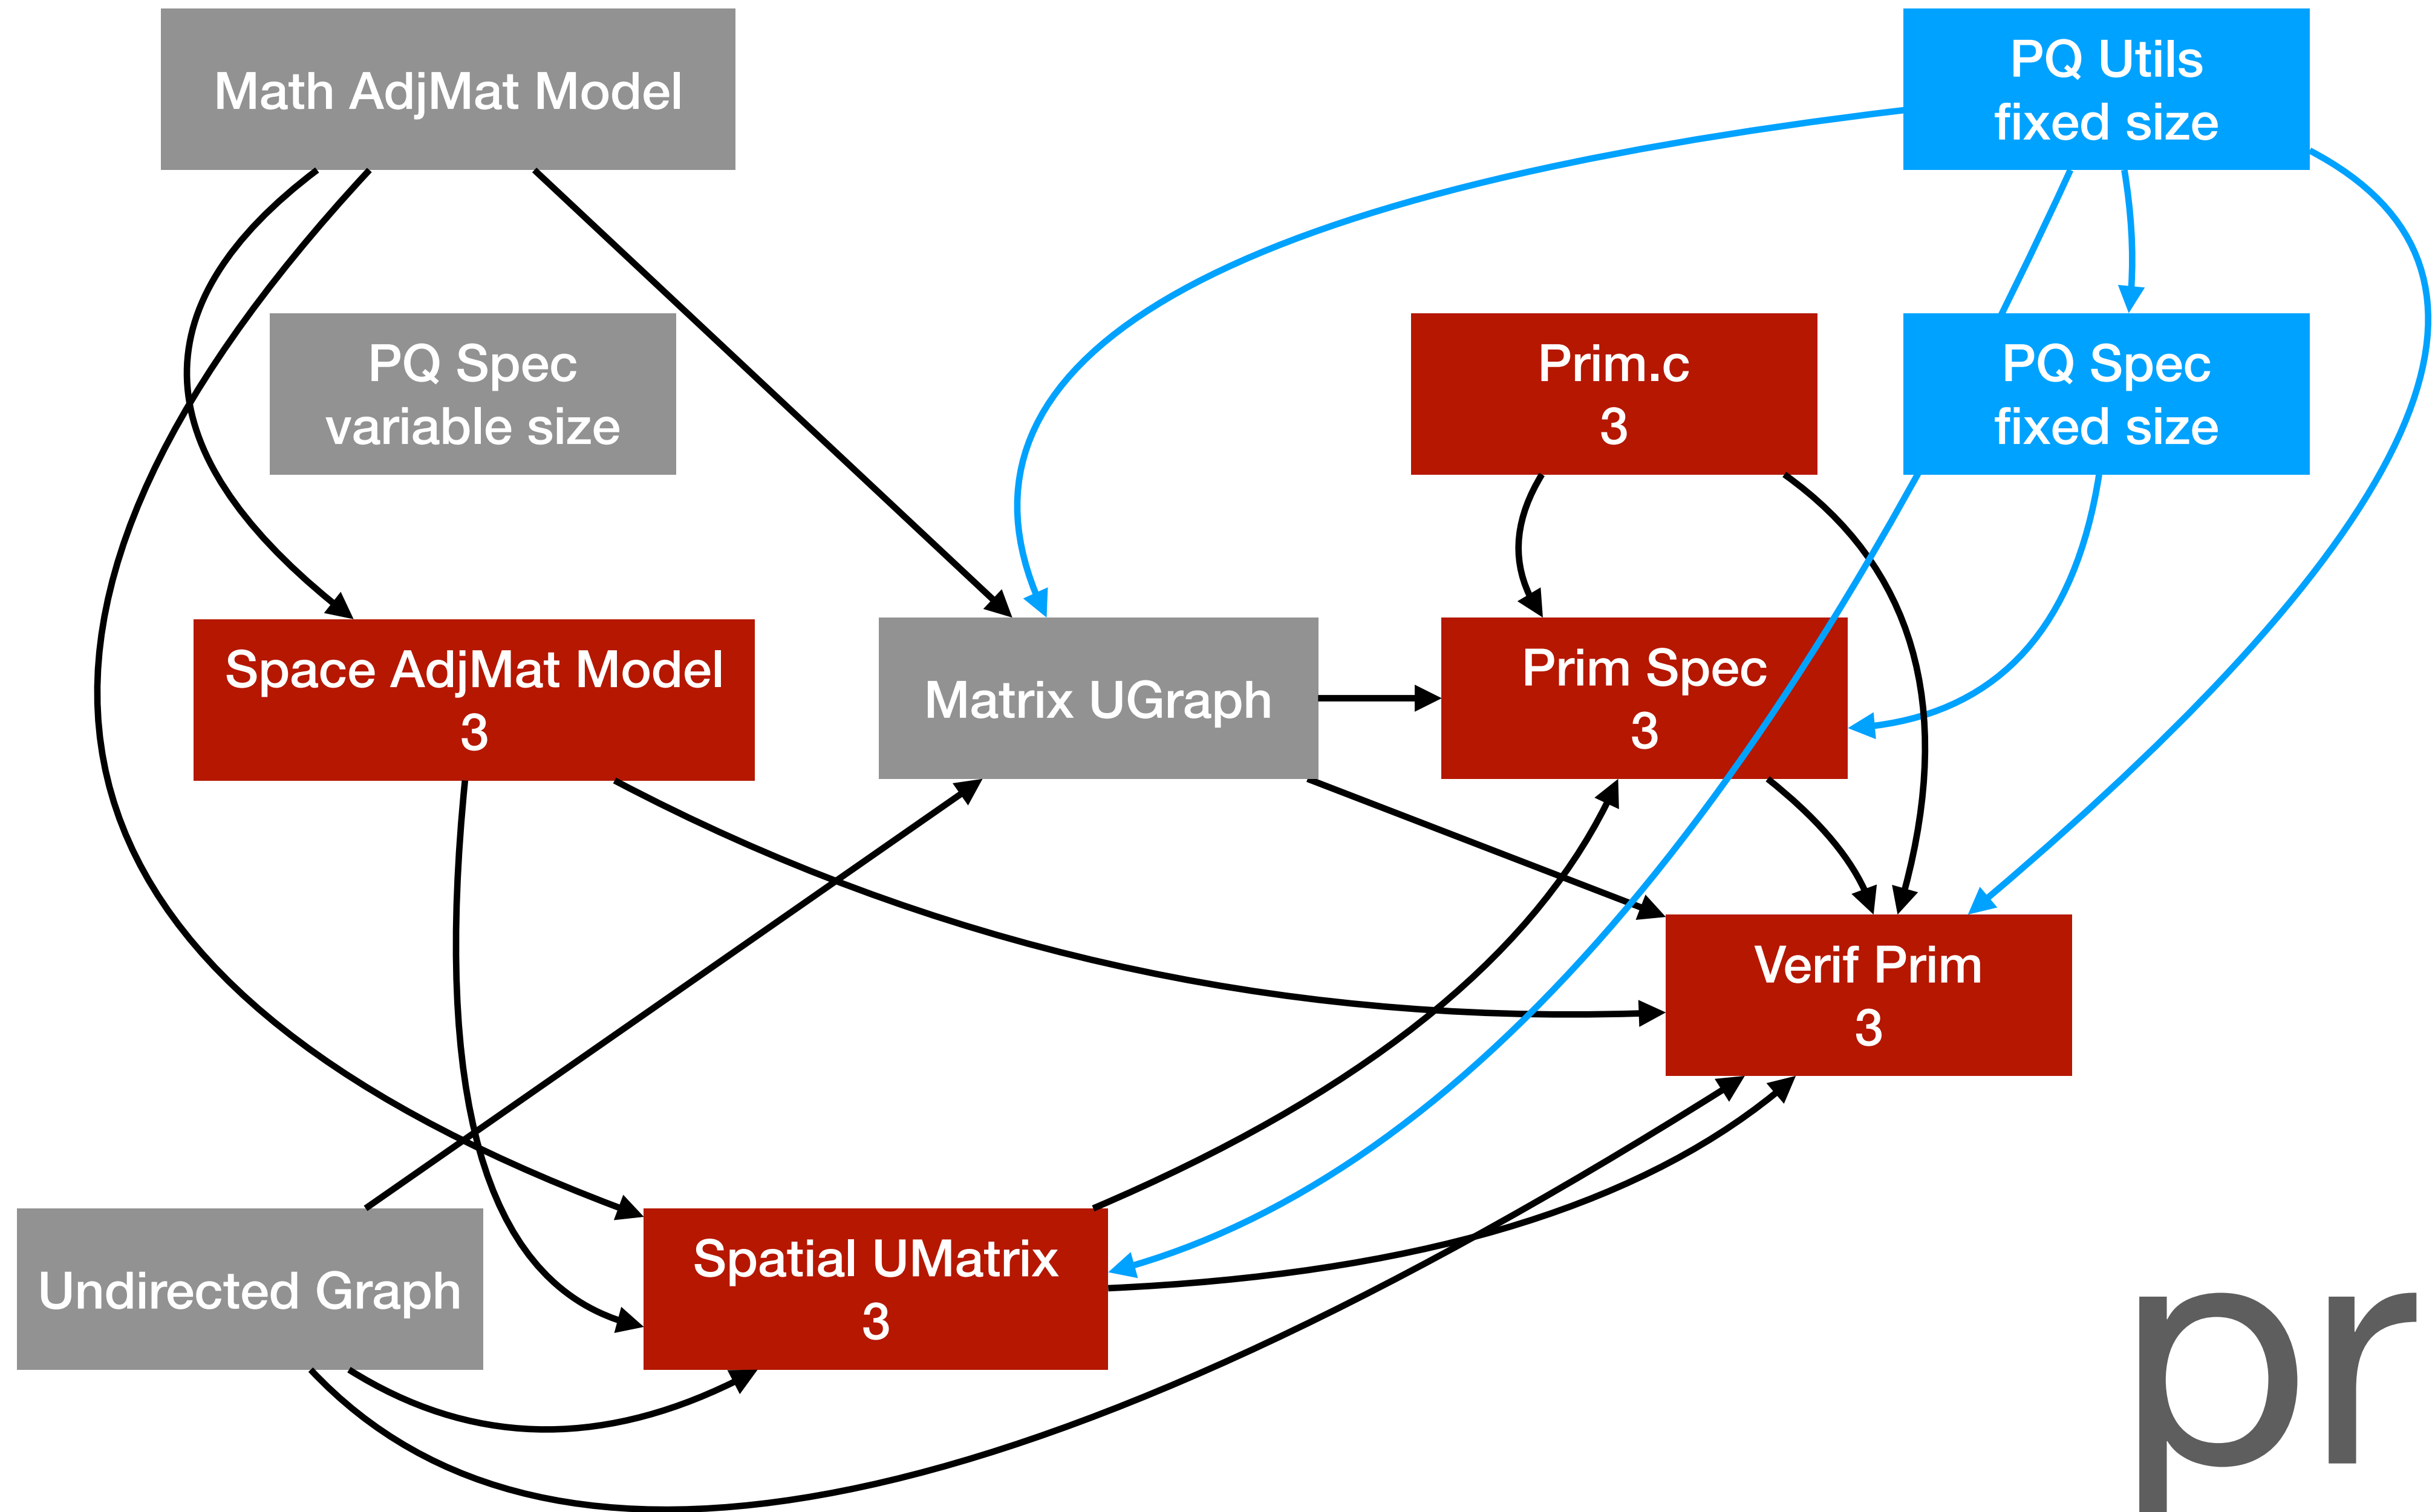 Math AdjMat Model
PQ Utils
fixed size
PQ Spec
variable size
Prim.c
3
PQ Spec
fixed size
Space AdjMat Model
3
Matrix UGraph
Prim Spec
3
Verif Prim
3
Undirected Graph
Spatial UMatrix
3
pr